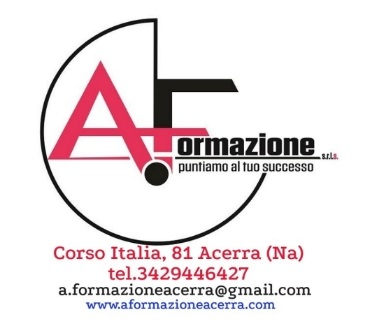 A.Formazione s.r.l.s.
puntiamo al tuo successo
Corso Italia, 81 Acerra (Na)
tel.3429446427
a.formazioneacerra@gmail.com
www.aformazioneacerra.com